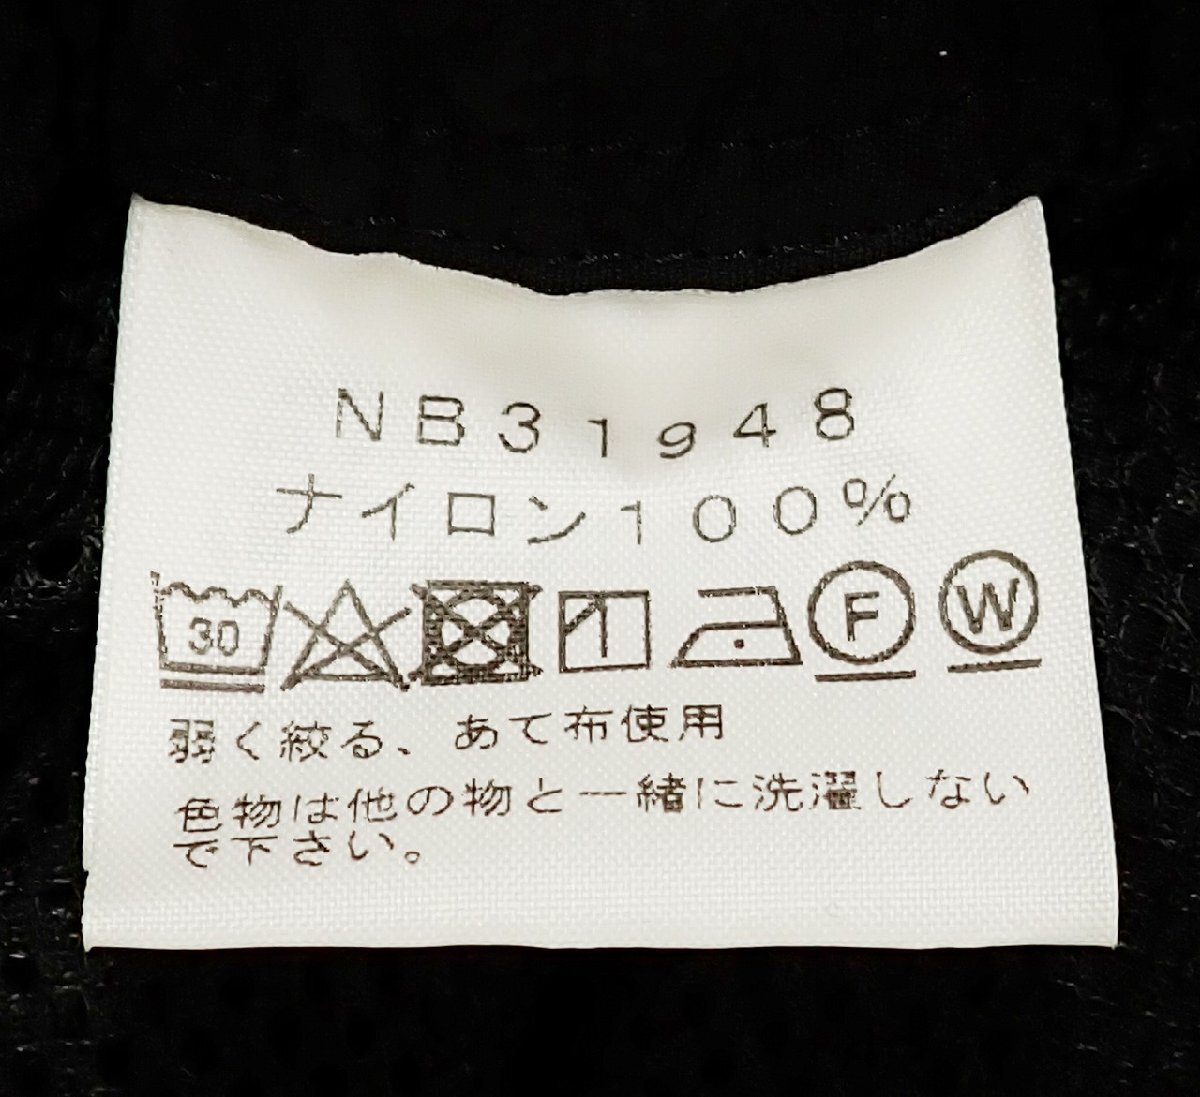 NB31948
ナイロン100%
30 F W
弱く絞る、あて布使用
色物は他の物と一緒に洗濯しない
で下さい。